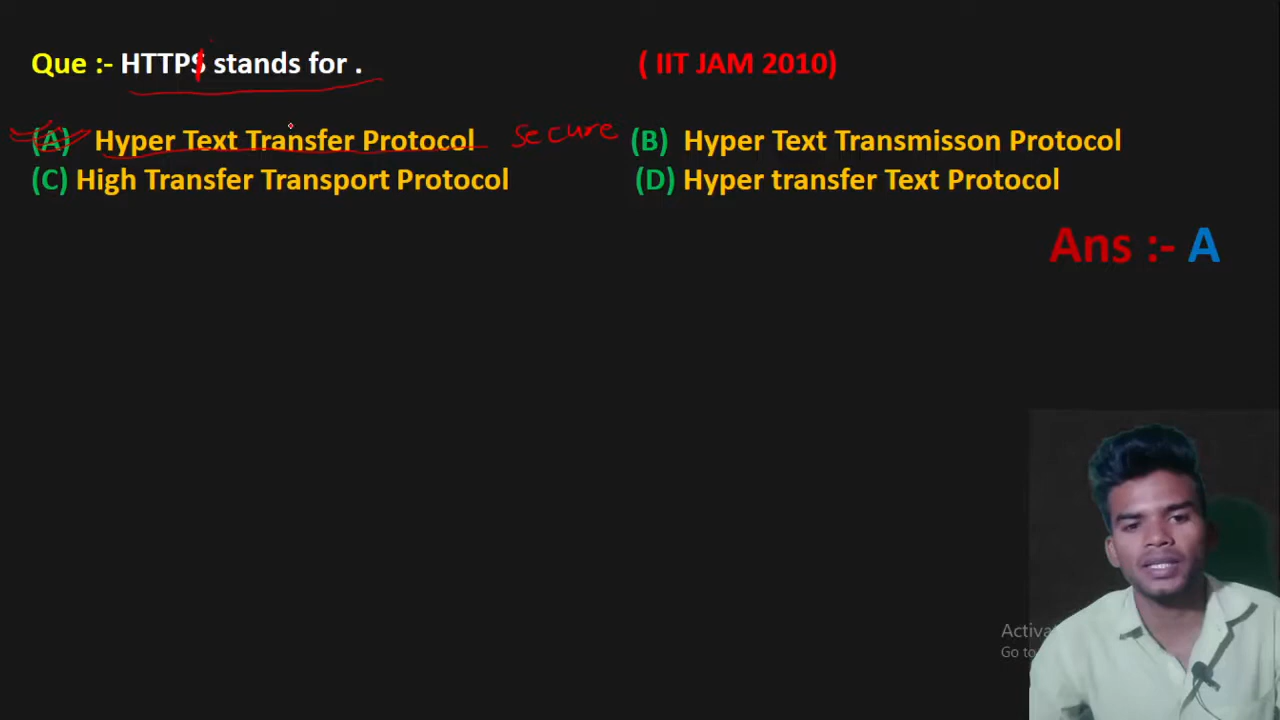 Que :- HTTPS stands for . ( IIT JAM 2010)
(A) Hyper Text Transfer Protocol secure (B) Hyper Text Transmisson Protocol
(C) High Transfer Transport Protocol (D) Hyper transfer Text Protocol
Ans :- A
Activa
Go to